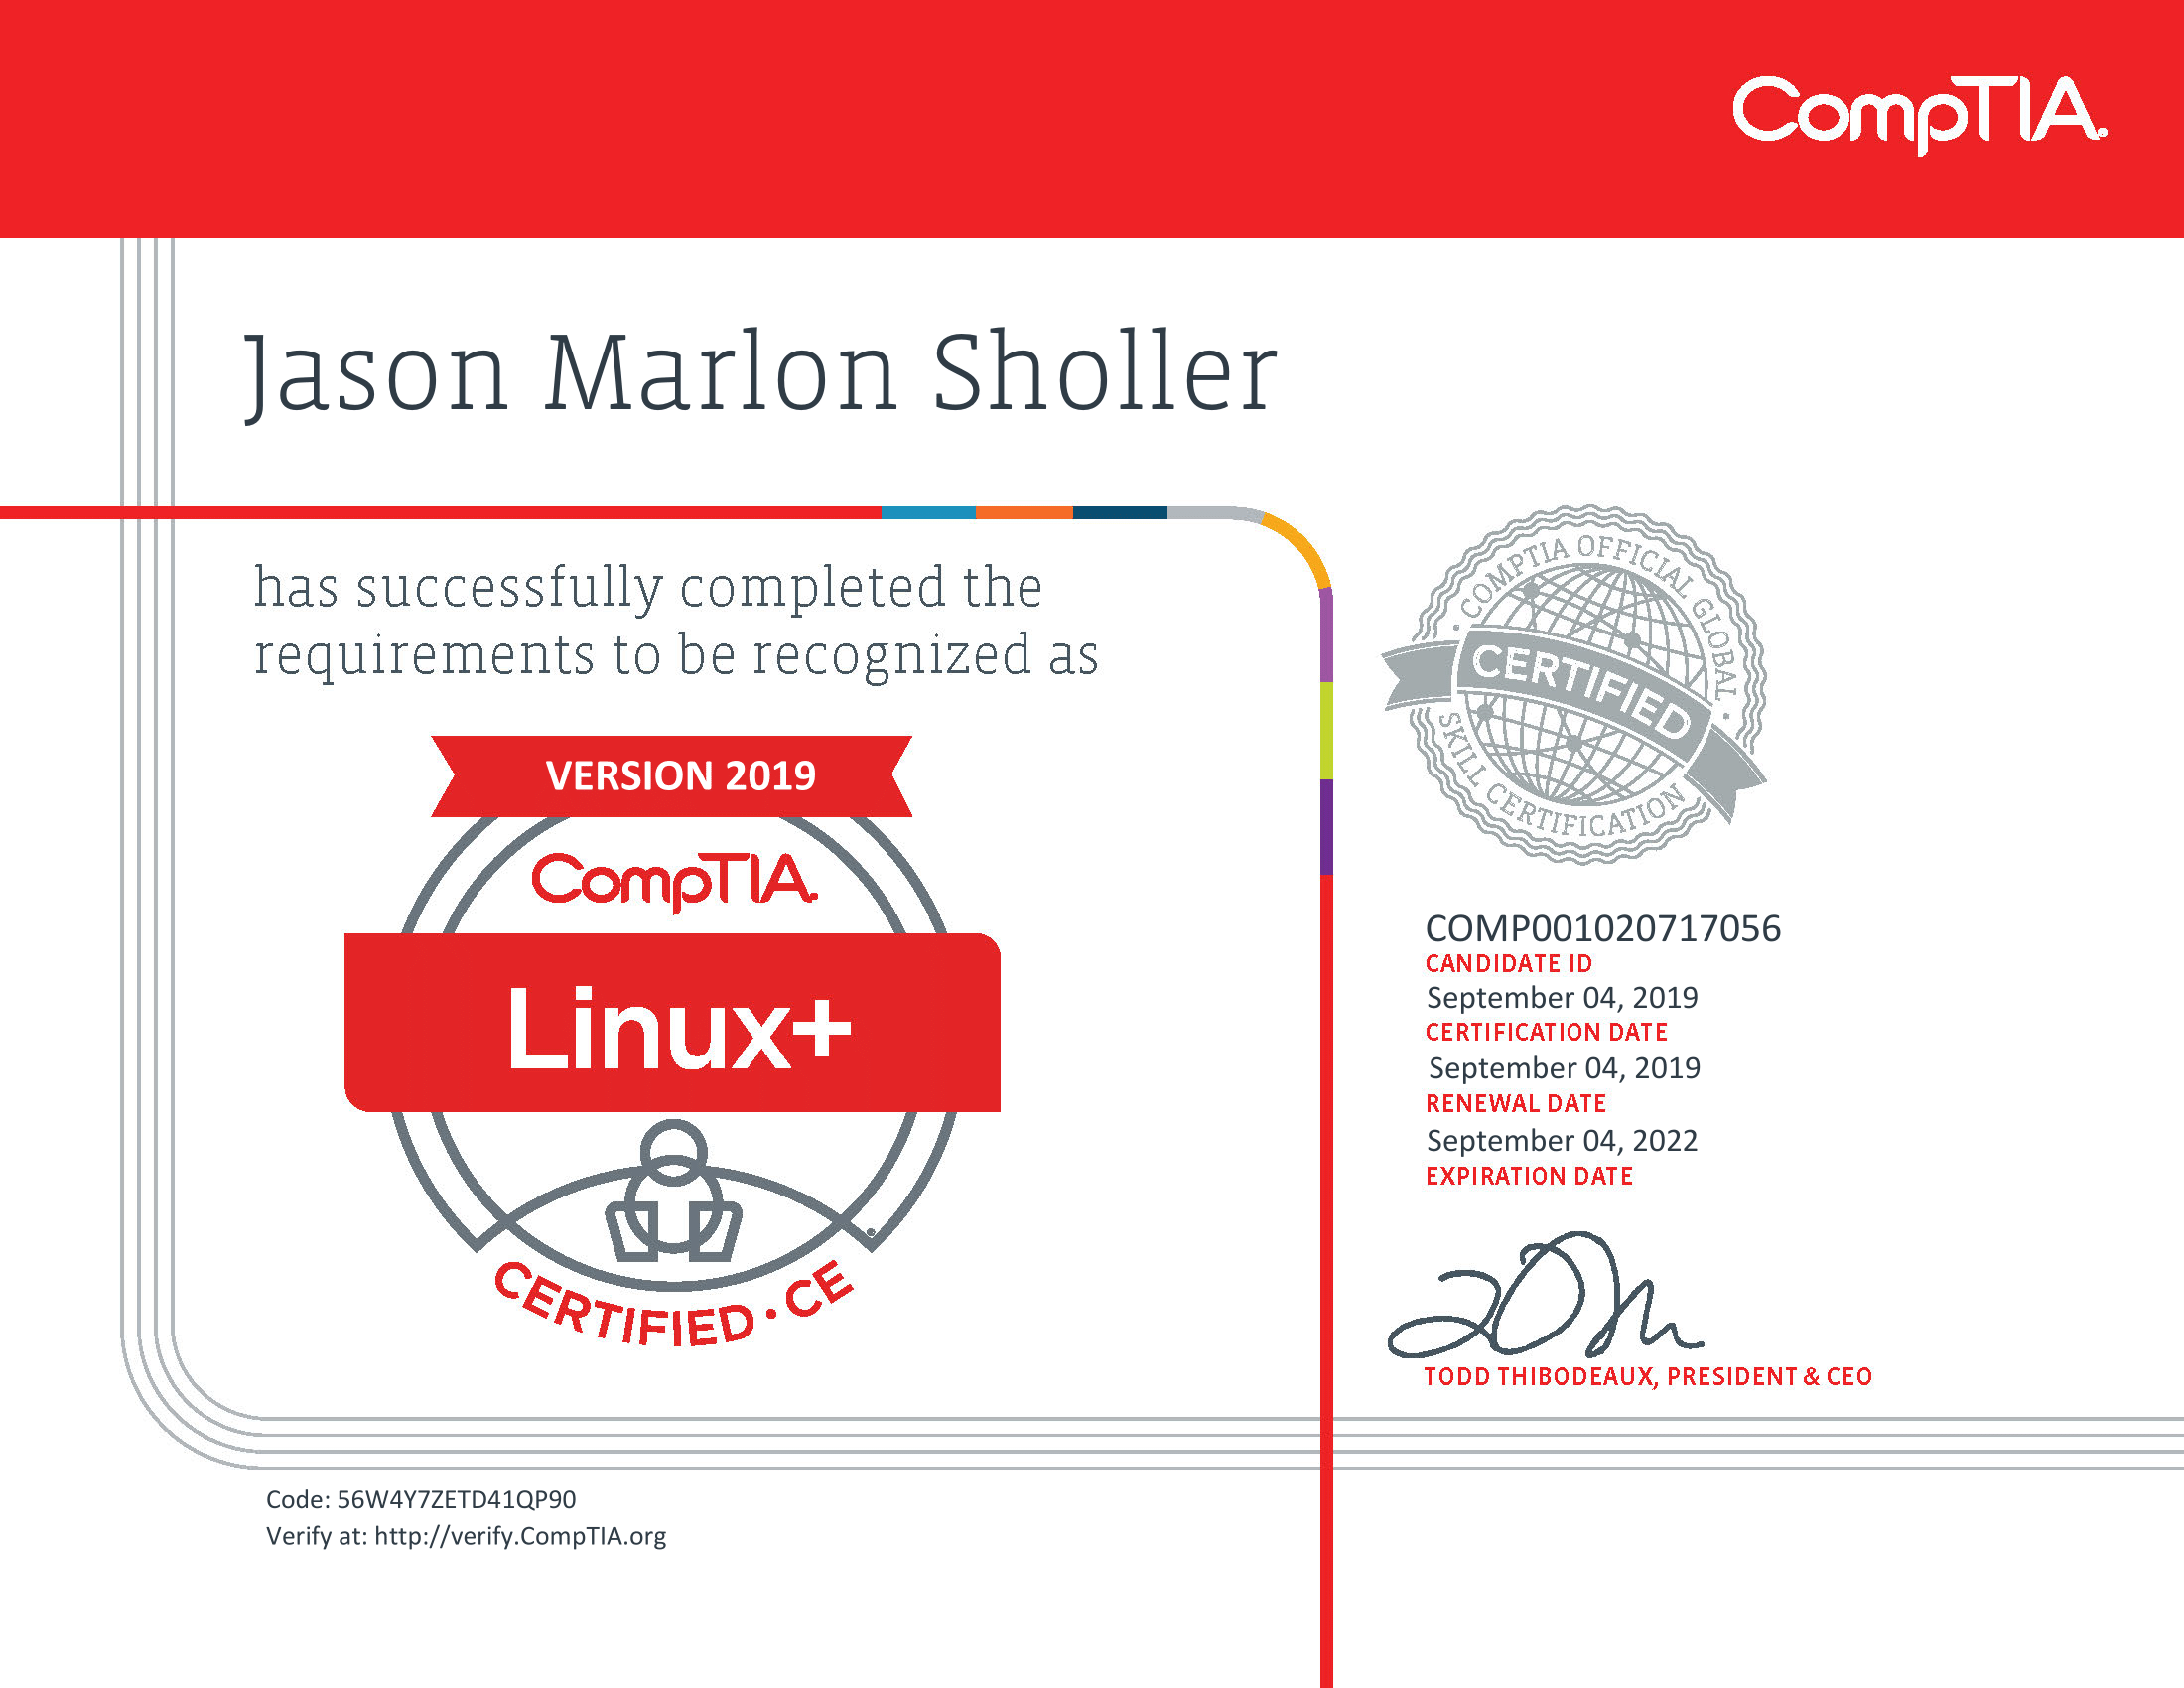 CompTIA.
Jason Marlon Sholler
has successfully completed the
requirements to be recognized as
VERSION 2019
CompTIA.
Linux+
CERTIFIED • CE
• COMPTIA OFFICIAL GLOBAL •
CERTIFIED
SKILL CERTIFICATION
COMP001020717056
CANDIDATE ID
September 04, 2019
CERTIFICATION DATE
September 04, 2019
RENEWAL DATE
September 04, 2022
EXPIRATION DATE
TODD THIBODEAUX, PRESIDENT & CEO
Code: 56W4Y7ZETD41QP90
Verify at: http://verify.CompTIA.org